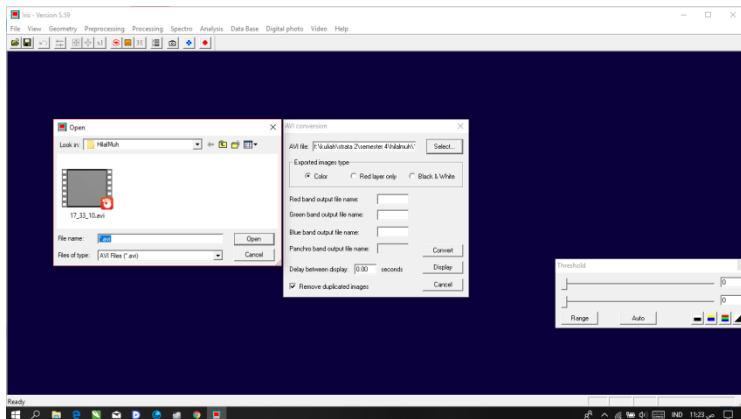 Iris - Version 5.59
File View Geometry Preprocessing Processing Spectro Analysis Data Base Digital photo Video Help
Open
Look in: HilalMuh
17_33_10.avi
File name: *.avi
Open
Files of type: AVI Files (*.avi)
Cancel
AVI conversion
AVI file: I:\kuliah\strata 2\semester 4\hilalmuh\
Select...
Exported images type
Color Red layer only Black & White
Red band output file name:
Green band output file name:
Blue band output file name:
Panchro band output file name:
Convert
Delay between display: 0.00 seconds
Display
Remove duplicated images
Cancel
Threshold
0
0
Range Auto
Ready
IND 11:23 ص